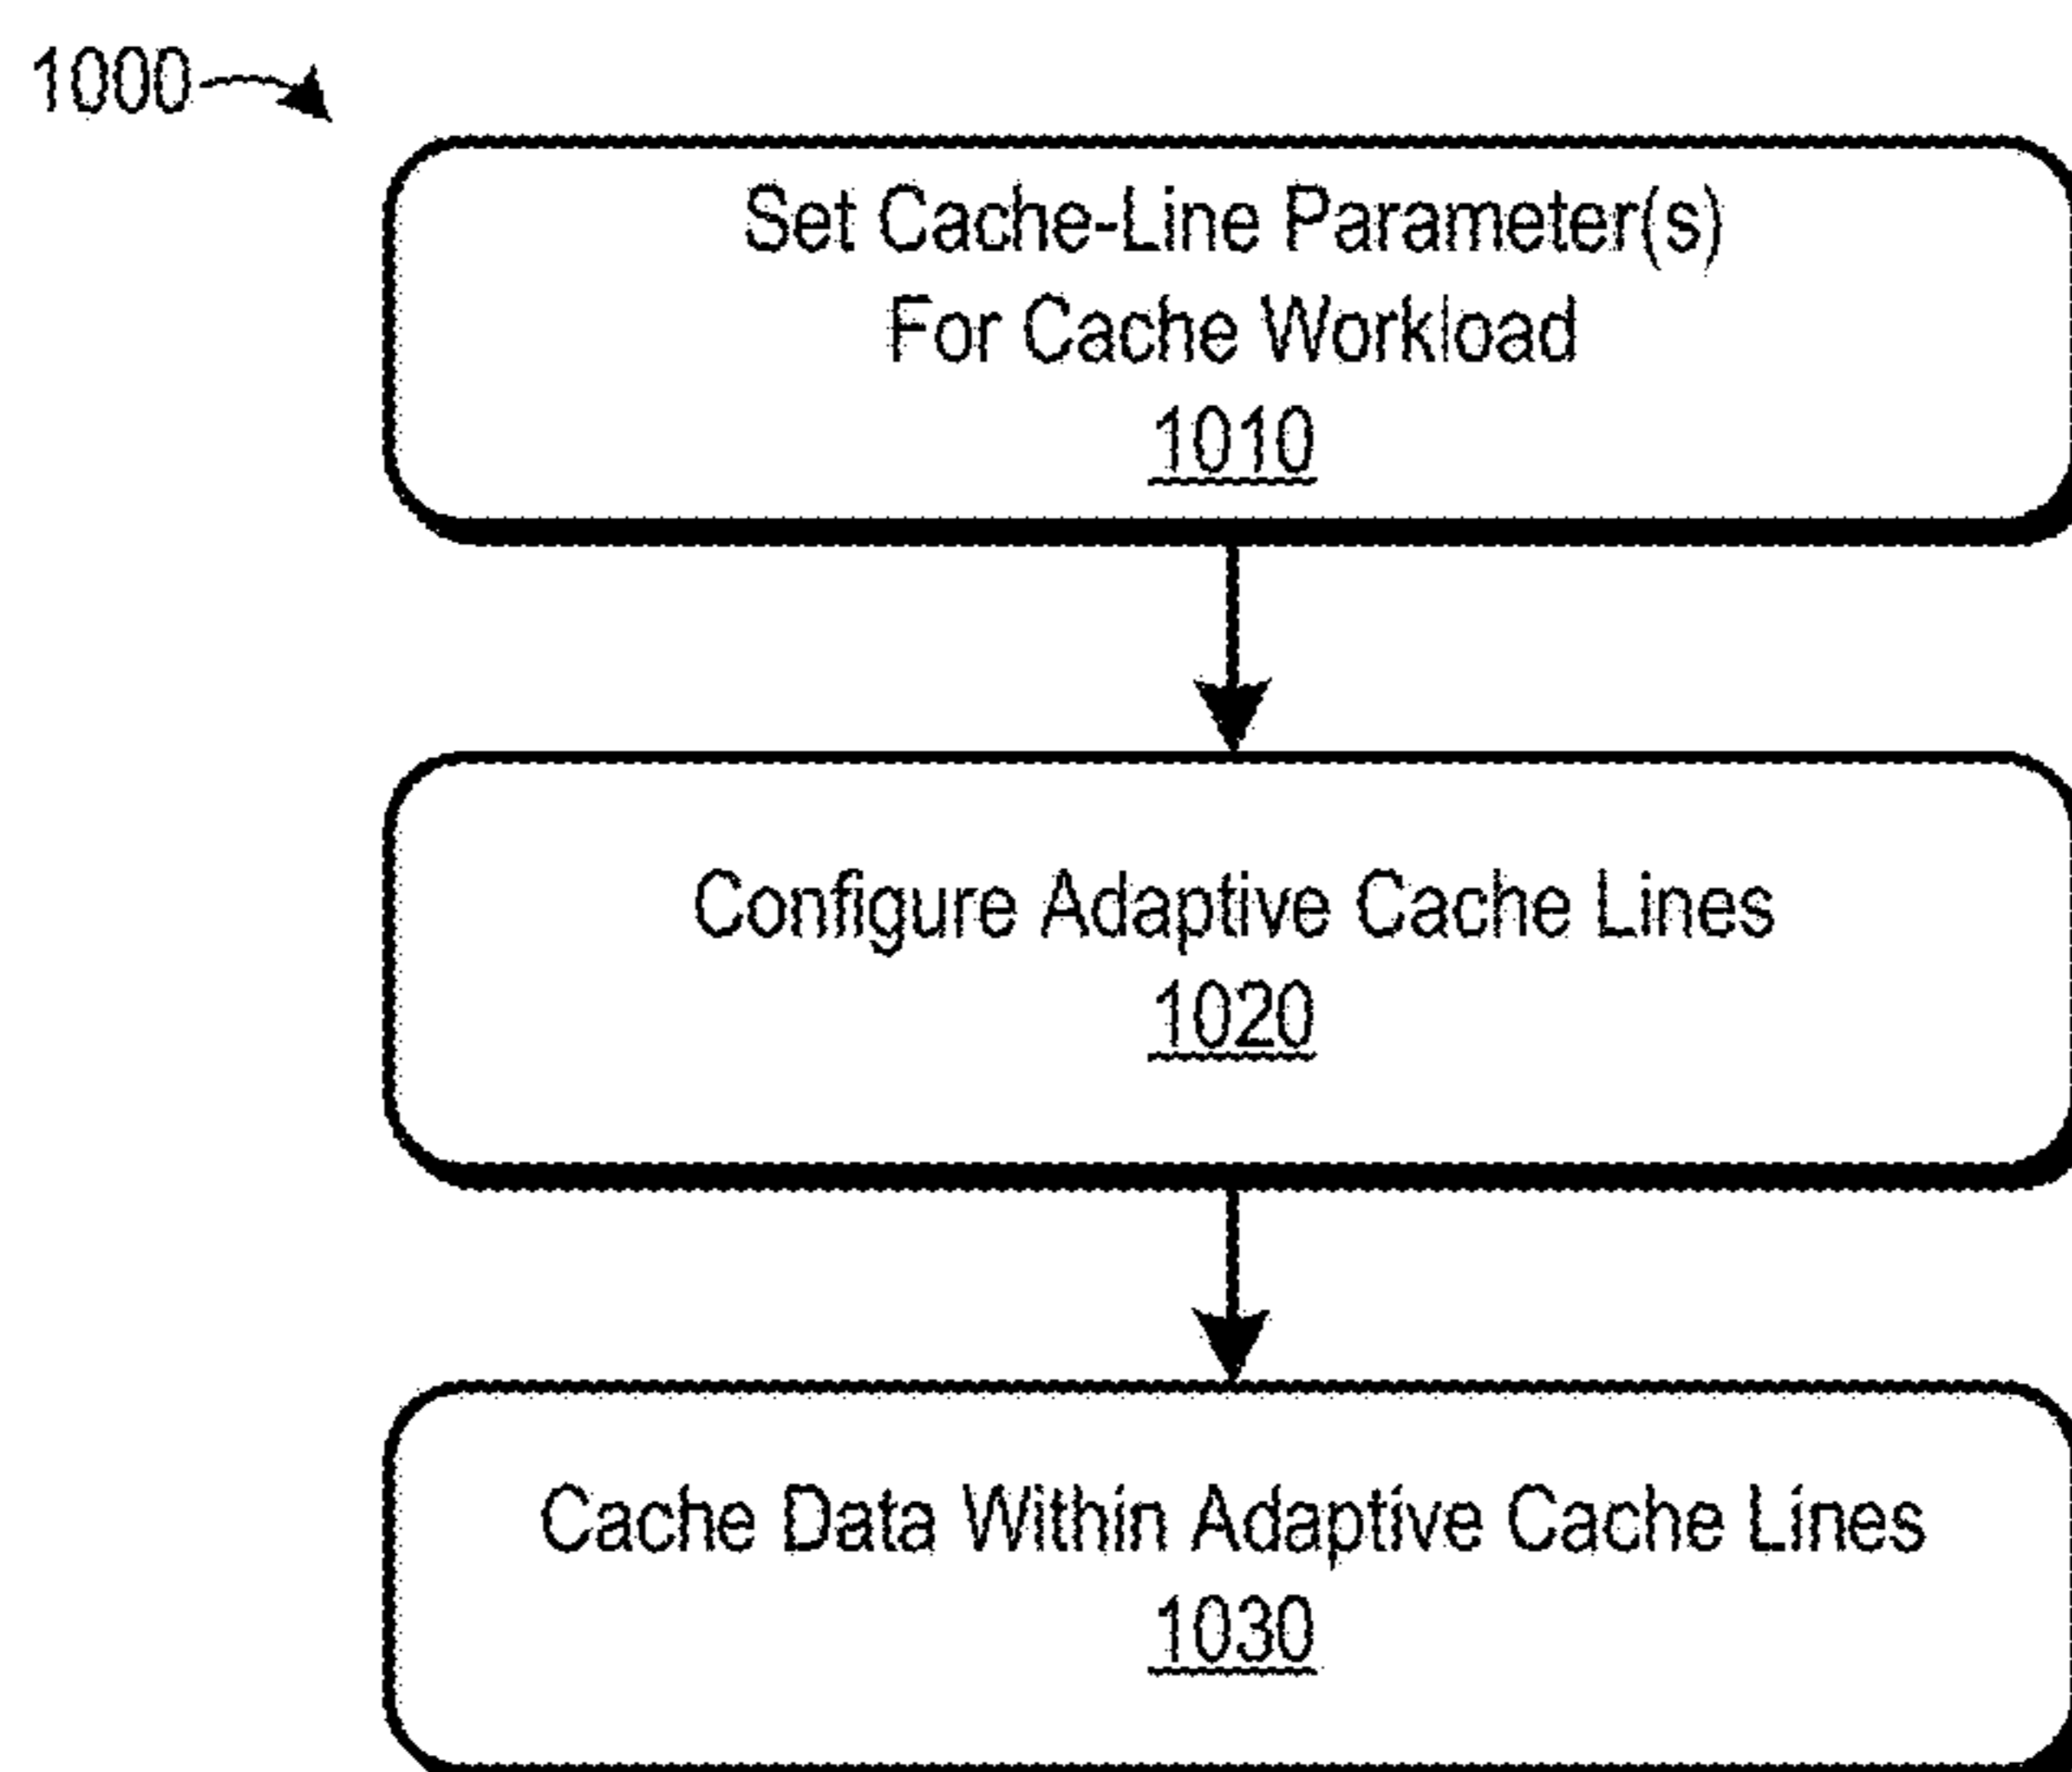 1000
Set Cache-Line Parameter(s)
For Cache Workload
1010
Configure Adaptive Cache Lines
1020
Cache Data Within Adaptive Cache Lines
1030